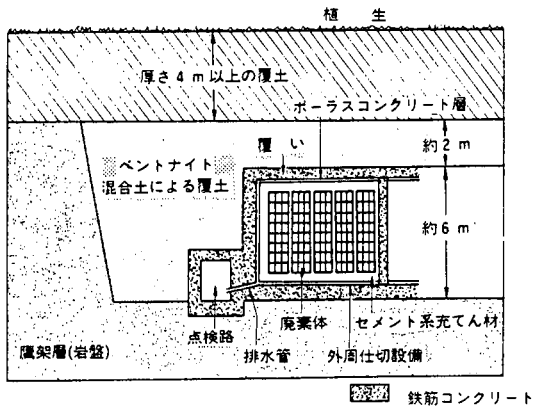 植生
厚さ4m以上の覆土
ポーラスコンクリート層
覆い
約2m
ベントナイト
混合土による覆土
約6m
点検路
排水管
廃棄体
外周仕切設備
セメント系充てん材
鷹架層(岩盤)
鉄筋コンクリート